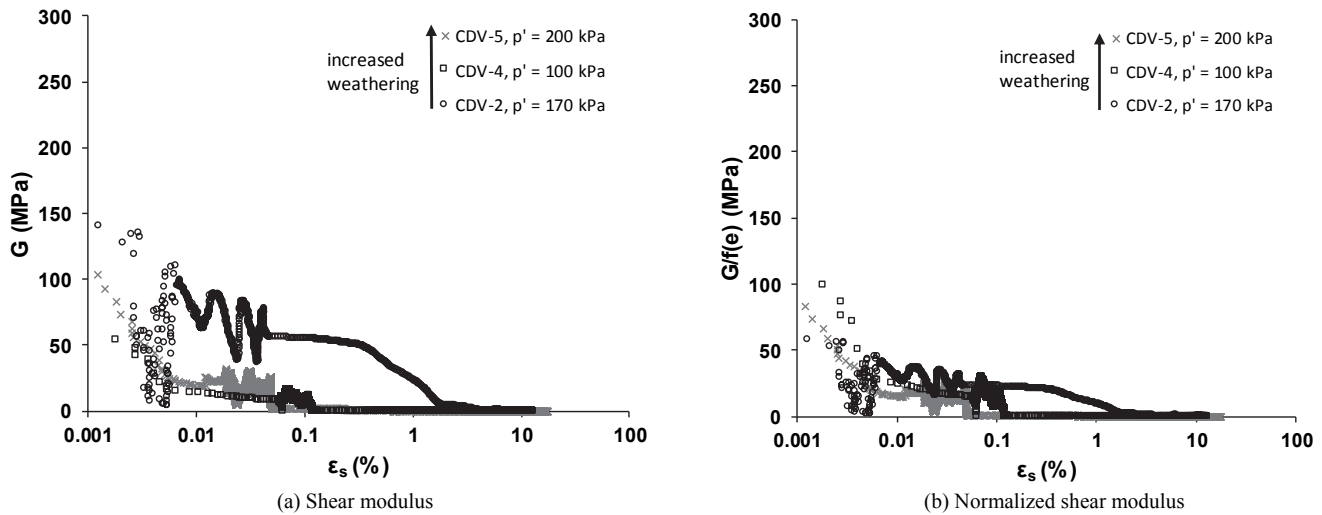 300
250
200
150
100
50
0
G (MPa)
increased
weathering
CDV-5, p' = 200 kPa
CDV-4, p' = 100 kPa
CDV-2, p' = 170 kPa
0.001 0.01 0.1 1 10 100
εs (%)
(a) Shear modulus
300
250
200
150
100
50
0
G/f(e) (MPa)
increased
weathering
CDV-5, p' = 200 kPa
CDV-4, p' = 100 kPa
CDV-2, p' = 170 kPa
0.001 0.01 0.1 1 10 100
εs (%)
(b) Normalized shear modulus